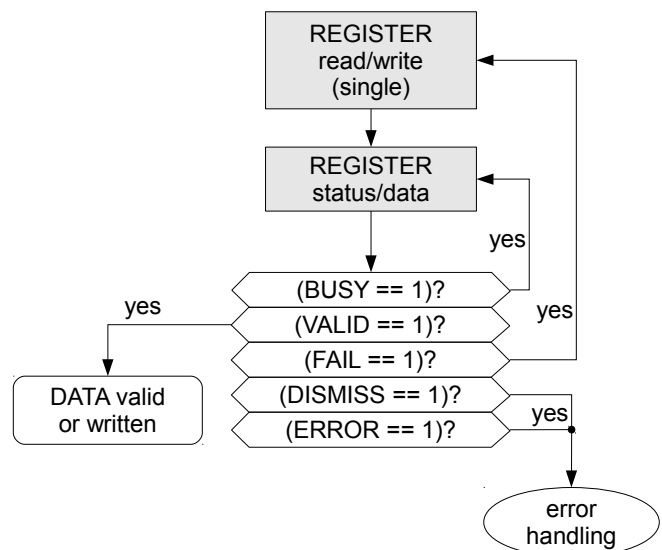 REGISTER
read/write
(single)
REGISTER
status/data
yes
(BUSY == 1)?
yes
(VALID == 1)?
yes
(FAIL == 1)?
DATA valid
or written
(DISMISS == 1)?
yes
(ERROR == 1)?
error
handling